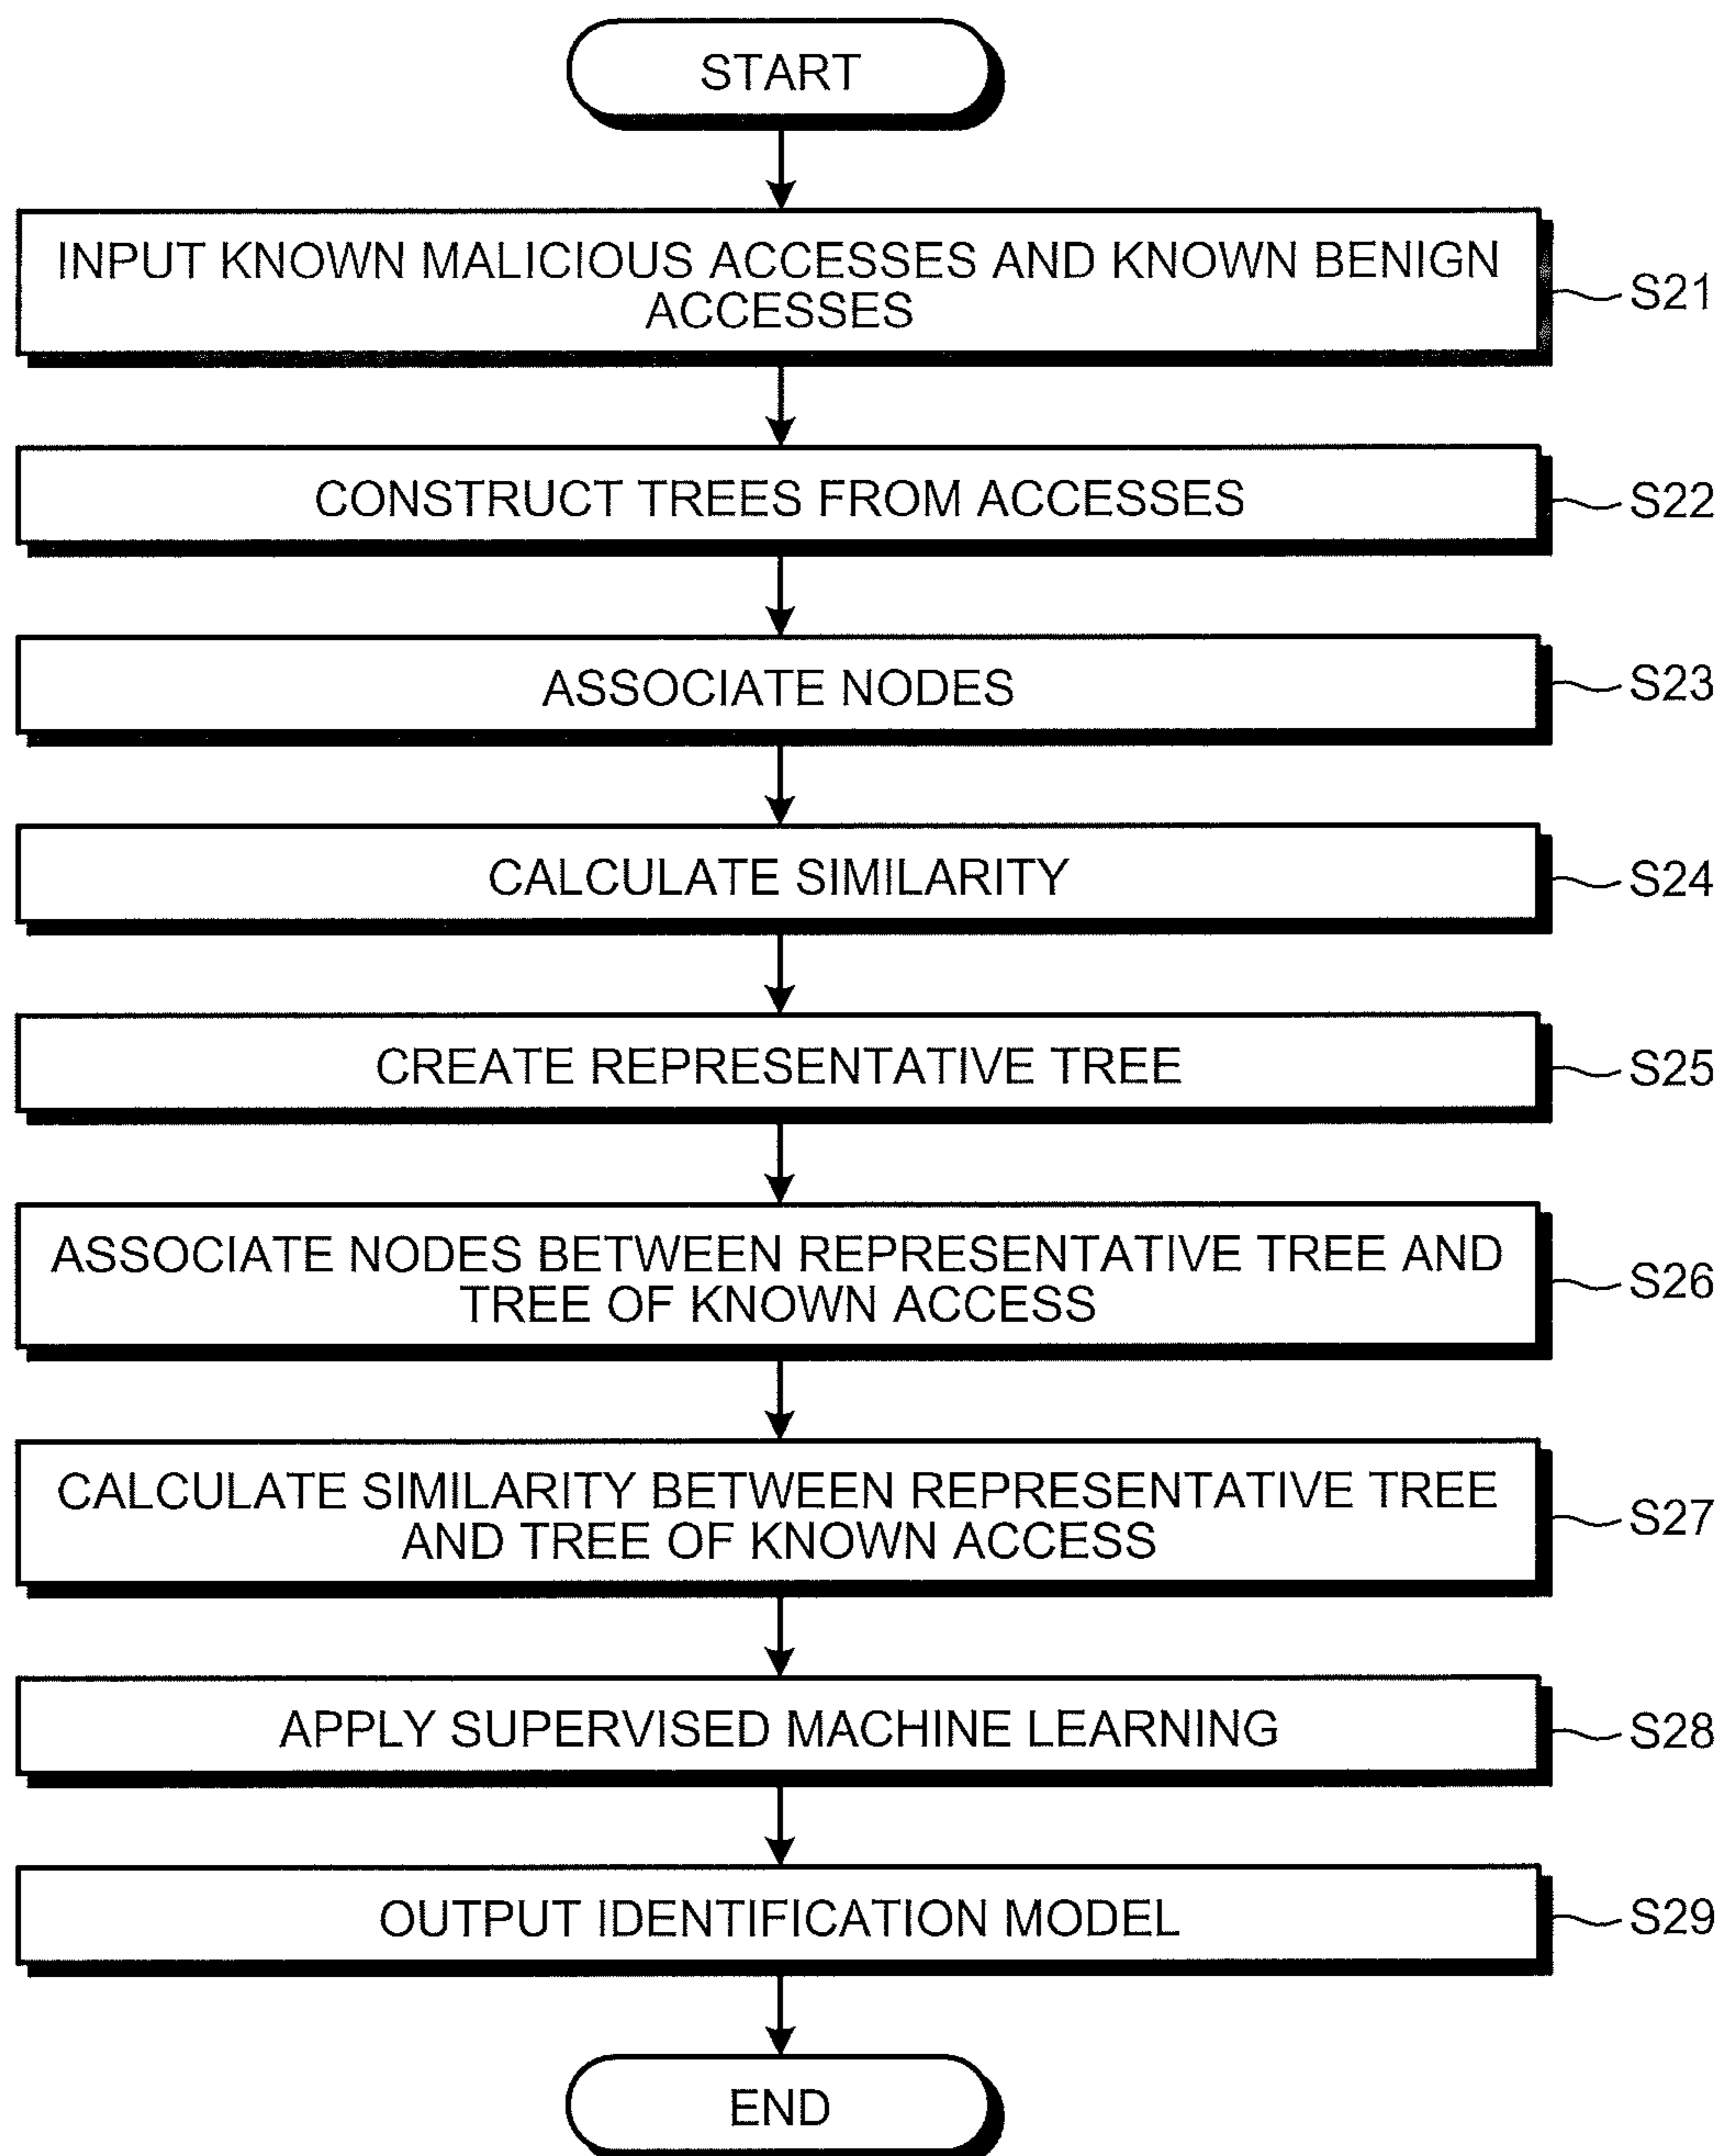 START
INPUT KNOWN MALICIOUS ACCESSES AND KNOWN BENIGN
ACCESSES
S21
CONSTRUCT TREES FROM ACCESSES
S22
ASSOCIATE NODES
S23
CALCULATE SIMILARITY
S24
CREATE REPRESENTATIVE TREE
S25
ASSOCIATE NODES BETWEEN REPRESENTATIVE TREE AND
TREE OF KNOWN ACCESS
S26
CALCULATE SIMILARITY BETWEEN REPRESENTATIVE TREE
AND TREE OF KNOWN ACCESS
S27
APPLY SUPERVISED MACHINE LEARNING
S28
OUTPUT IDENTIFICATION MODEL
S29
END